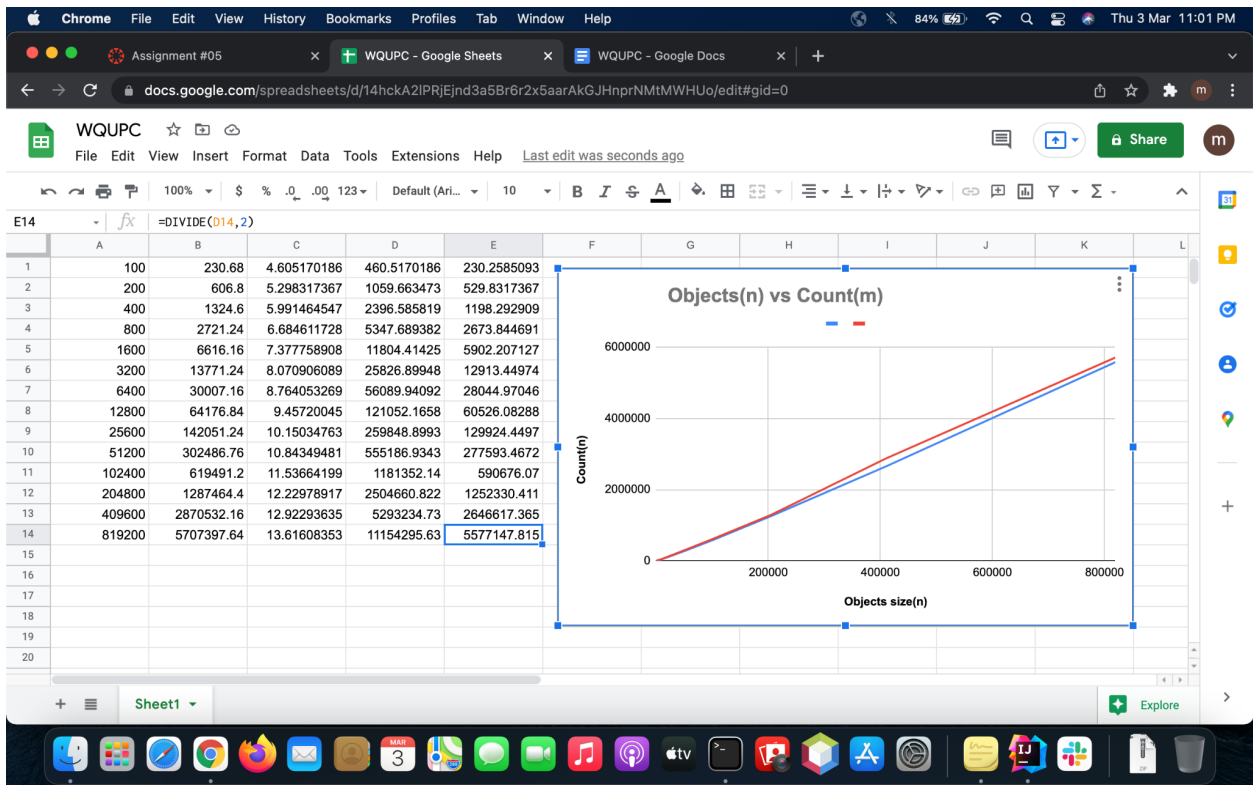 Chrome File Edit View History Bookmarks Profiles Tab Window Help 84% Thu 3 Mar 11:01 PM
Assignment #05 WQUPC - Google Sheets WQUPC - Google Docs
docs.google.com/spreadsheets/d/14hckA2lPRjEjnd3a5Br6r2x5aarAkGJHnprNMtMWHUo/edit#gid=0 m
WQUPC
File Edit View Insert Format Data Tools Extensions Help Last edit was seconds ago Share m
100% $ % .0 .00 123 Default (Ari... 10 B I S A
31
E14 fx =DIVIDE(D14,2)
A B C D E F G H I J K L
1 100 230.68 4.605170186 460.5170186 230.2585093
2 200 606.8 5.298317367 1059.663473 529.8317367
3 400 1324.6 5.991464547 2396.585819 1198.292909
4 800 2721.24 6.684611728 5347.689382 2673.844691
5 1600 6616.16 7.377758908 11804.41425 5902.207127
6 3200 13771.24 8.070906089 25826.89948 12913.44974
7 6400 30007.16 8.764053269 56089.94092 28044.97046
8 12800 64176.84 9.45720045 121052.1658 60526.08288
9 25600 142051.24 10.15034763 259848.8993 129924.4497
10 51200 302486.76 10.84349481 555186.9343 277593.4672
11 102400 619491.2 11.53664199 1181352.14 590676.07
12 204800 1287464.4 12.22978917 2504660.822 1252330.411
13 409600 2870532.16 12.92293635 5293234.73 2646617.365
14 819200 5707397.64 13.61608353 11154295.63 5577147.815
15
16
17
18
19
20
Objects(n) vs Count(m)
6000000
4000000
2000000
0
Count(n)
200000 400000 600000 800000
Objects size(n)
Sheet1 Explore
MAR
3
tv
IJ
ZIP